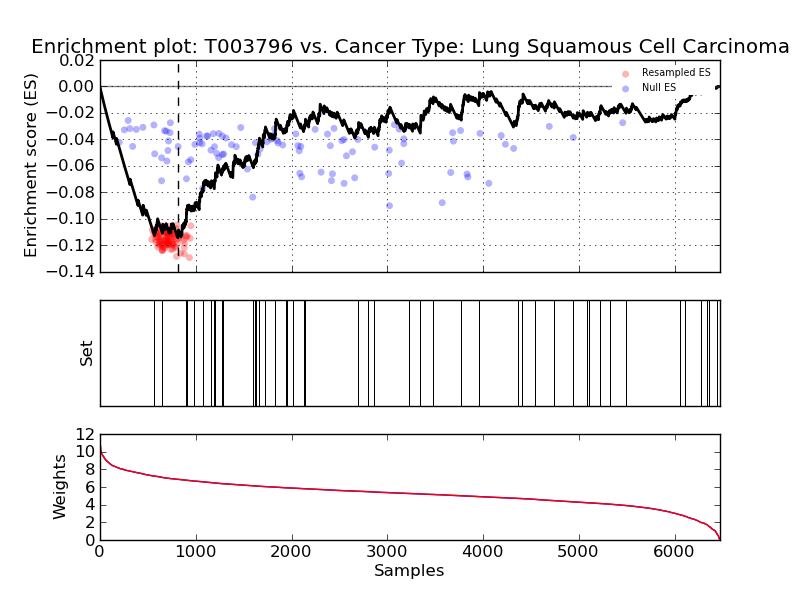 Enrichment plot: T003796 vs. Cancer Type: Lung Squamous Cell Carcinoma
Enrichment score (ES)
0.02
0.00
−0.02
−0.04
−0.06
−0.08
−0.10
−0.12
−0.14
Resampled ES
Null ES
Set
Weights
12
10
8
6
4
2
0
0 1000 2000 3000 4000 5000 6000
Samples